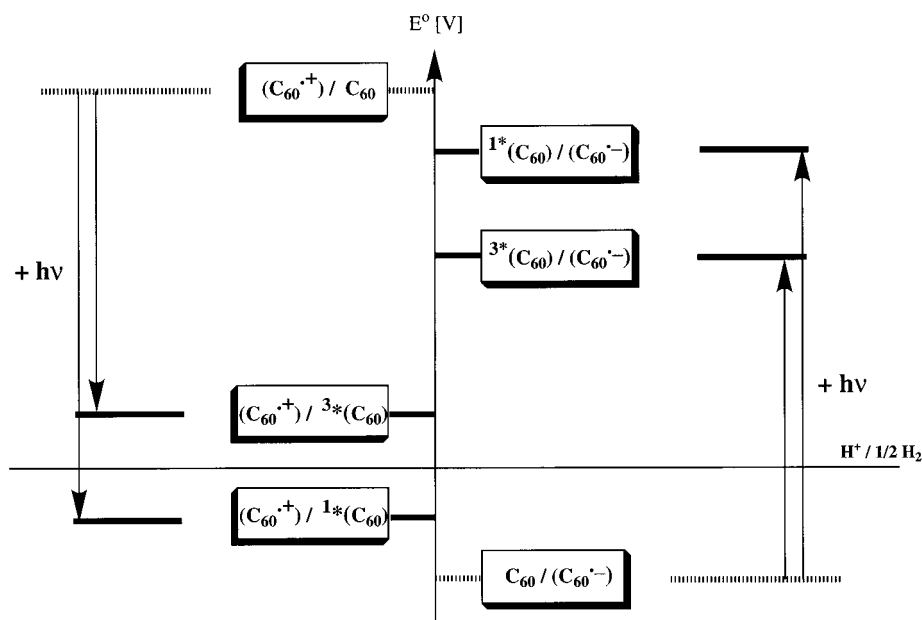 E° [V]
(C₆₀·⁺) / C₆₀
¹*(C₆₀) / (C₆₀·⁻)
³*(C₆₀) / (C₆₀·⁻)
+ hν
(C₆₀·⁺) / ³*(C₆₀)
+ hν
H⁺ / 1/2 H₂
(C₆₀·⁺) / ¹*(C₆₀)
C₆₀ / (C₆₀·⁻)